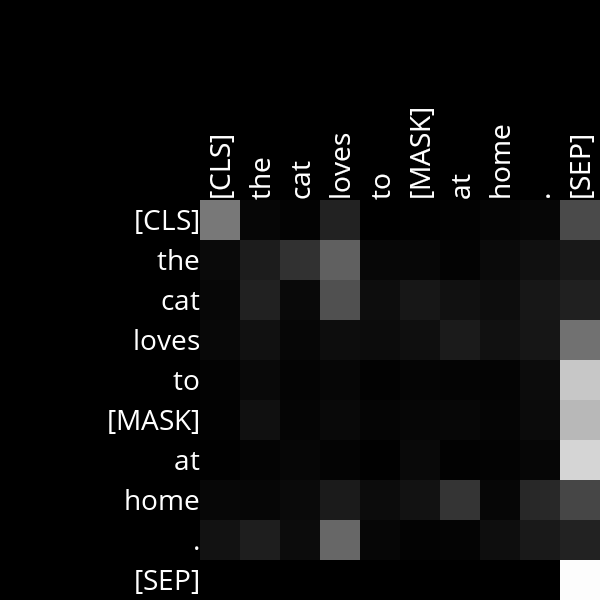 [CLS] the cat loves to [MASK] at home . [SEP]
[CLS]
the
cat
loves
to
[MASK]
at
home
.
[SEP]